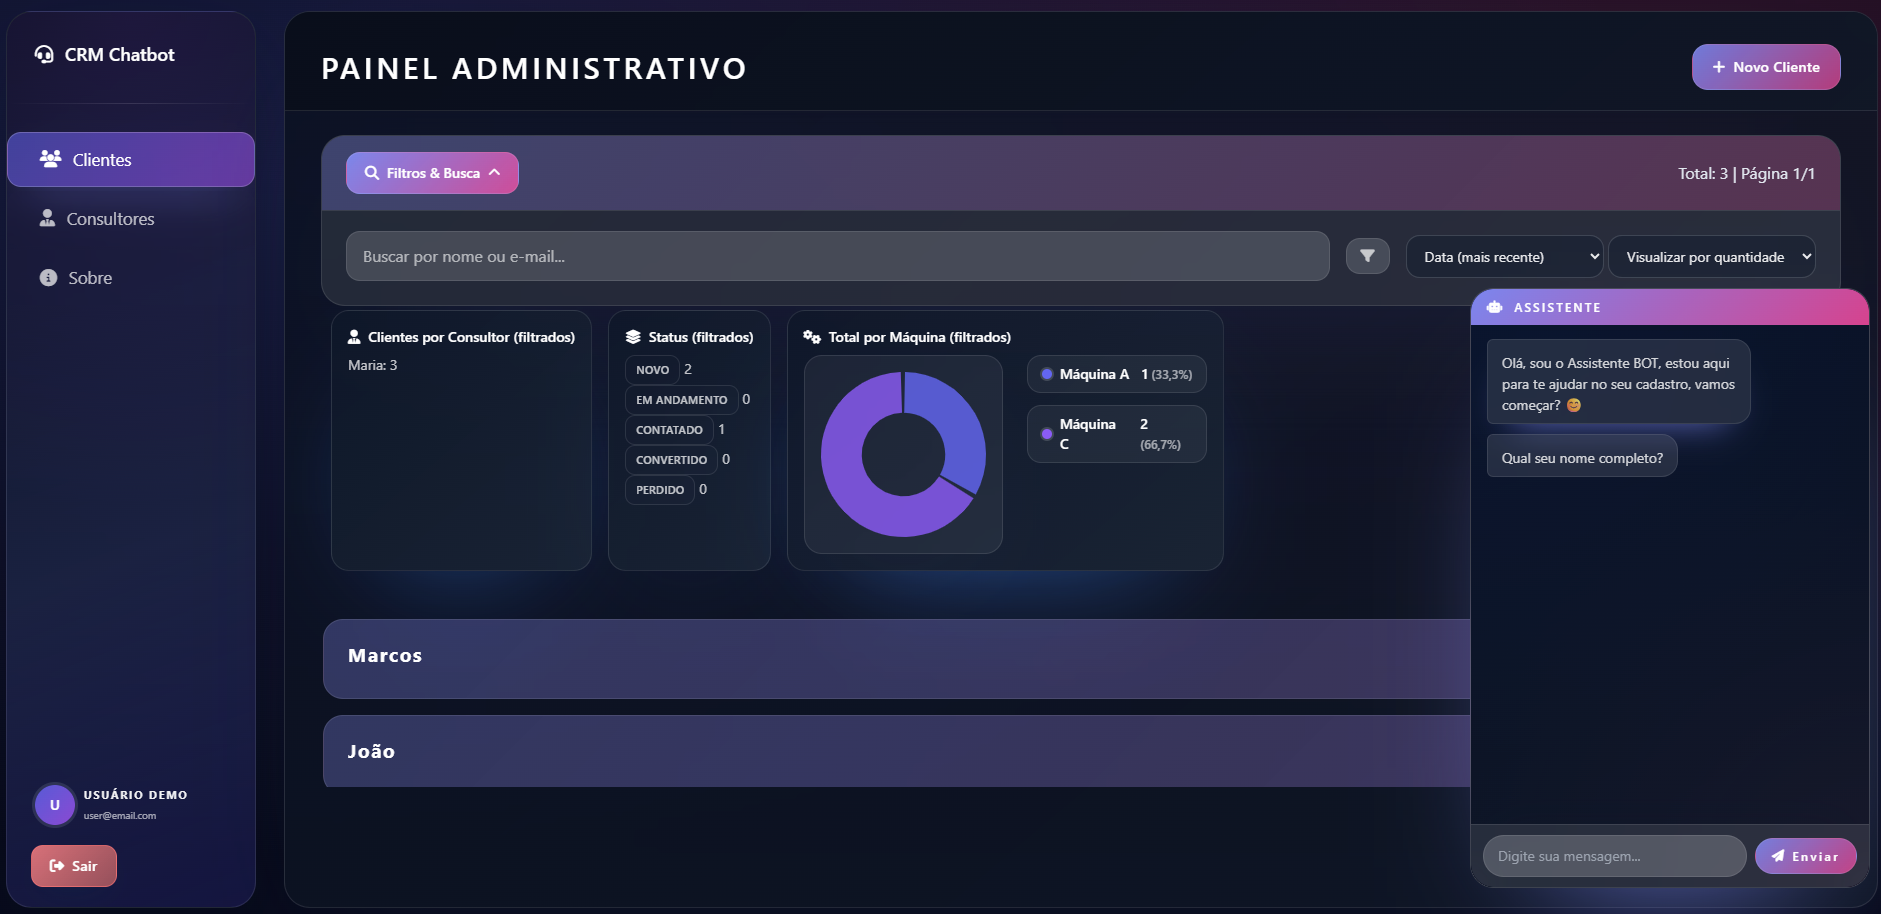 CRM Chatbot
Clientes
Consultores
Sobre
U
USUÁRIO DEMO
user@email.com
Sair
PAINEL ADMINISTRATIVO
Novo Cliente
Filtros & Busca
Total: 3 | Página 1/1
Buscar por nome ou e-mail...
Data (mais recente)
Visualizar por quantidade
Clientes por Consultor (filtrados)
Maria: 3
Status (filtrados)
NOVO 2
EM ANDAMENTO 0
CONTATADO 1
CONVERTIDO 0
PERDIDO 0
Total por Máquina (filtrados)
Máquina A 1 (33,3%)
Máquina 2
C (66,7%)
Marcos
João
ASSISTENTE
Olá, sou o Assistente BOT, estou aqui
para te ajudar no seu cadastro, vamos
começar? 😊
Qual seu nome completo?
Digite sua mensagem...
Enviar